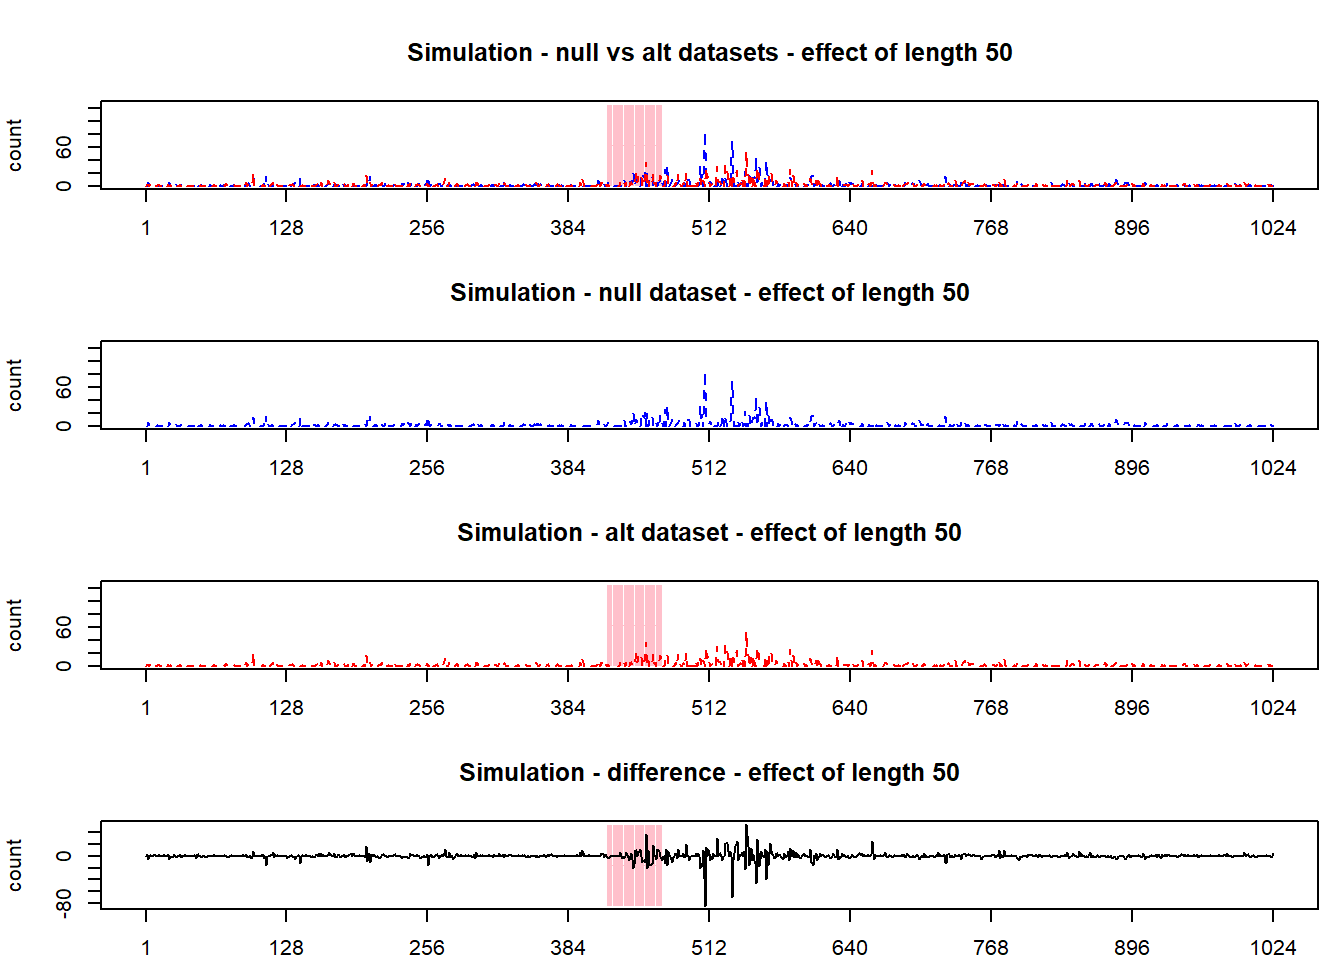 Simulation - null vs alt datasets - effect of length 50
count
60
0
1 128 256 384 512 640 768 896 1024
Simulation - null dataset - effect of length 50
count
60
0
1 128 256 384 512 640 768 896 1024
Simulation - alt dataset - effect of length 50
count
60
0
1 128 256 384 512 640 768 896 1024
Simulation - difference - effect of length 50
count
0
-80
1 128 256 384 512 640 768 896 1024